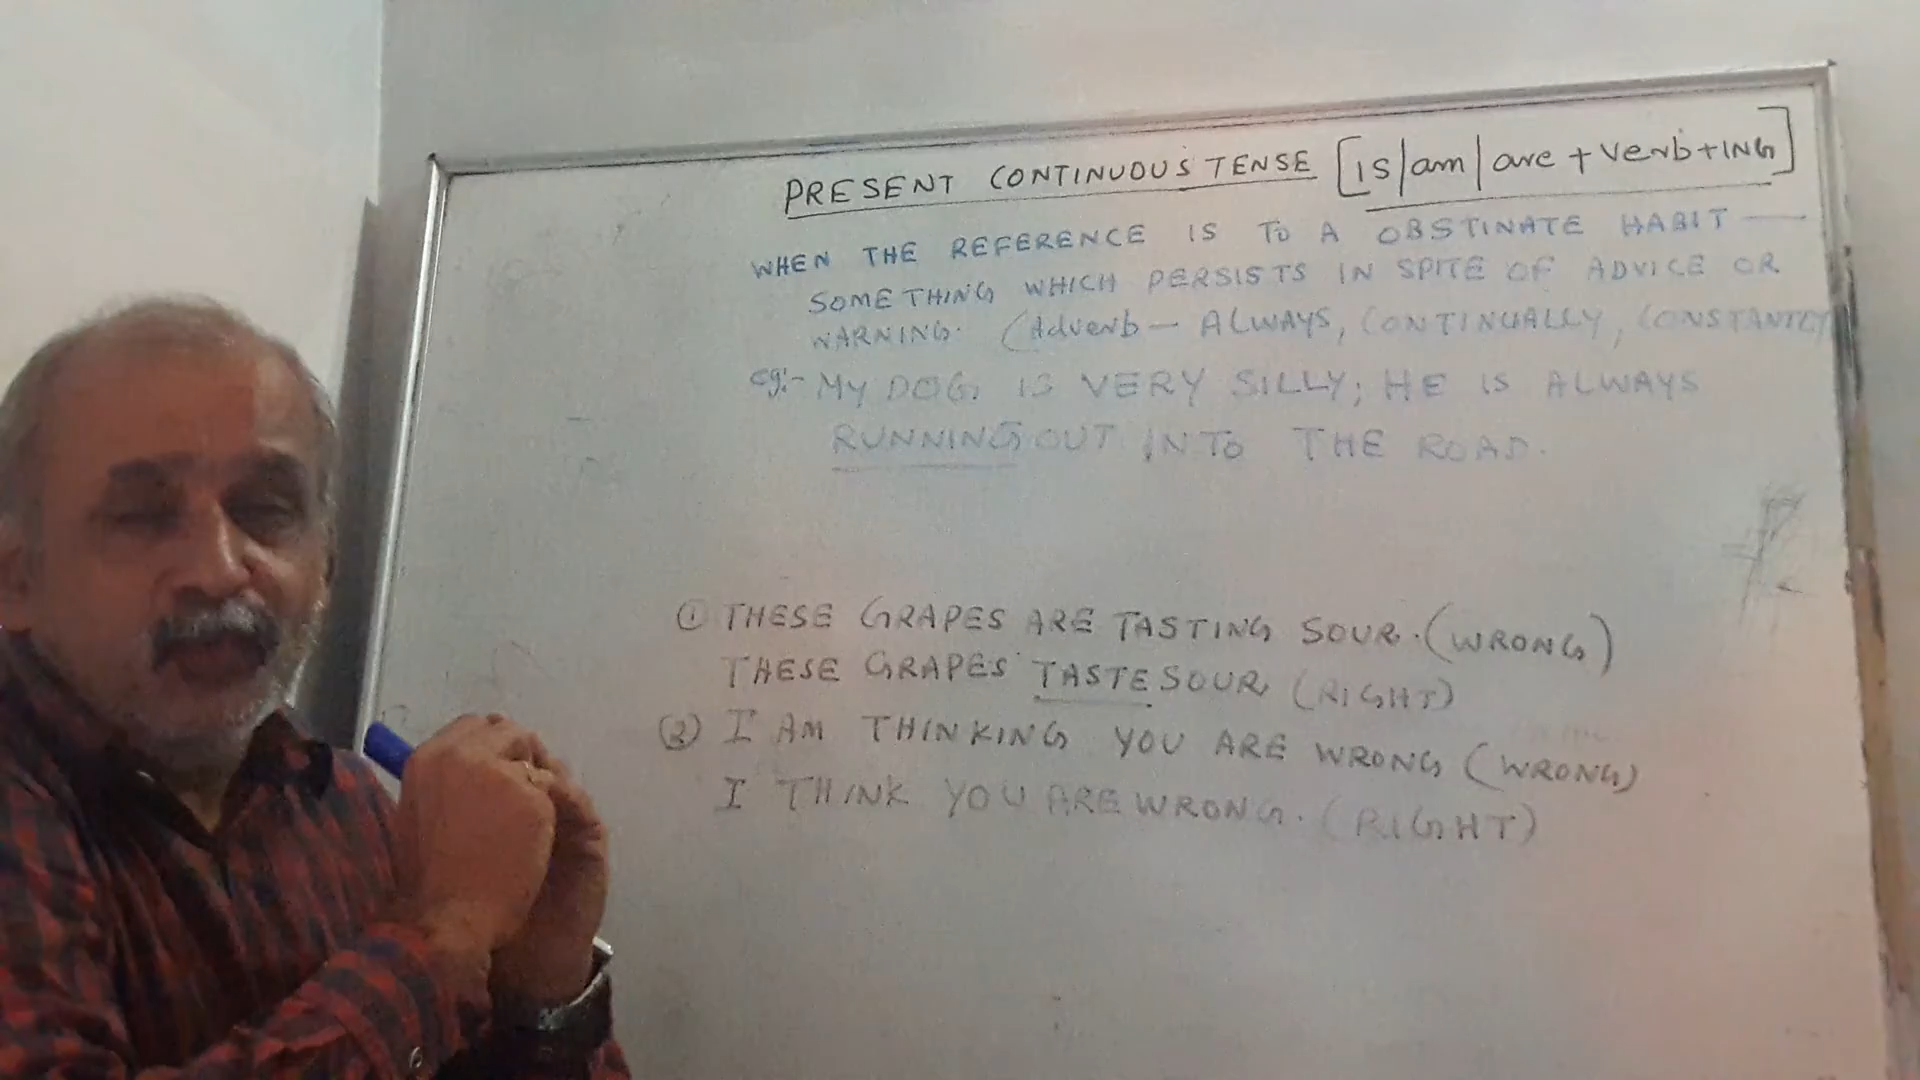 PRESENT CONTINUOUS TENSE [IS/am/are + verb+ING]
WHEN THE REFERENCE IS TO A OBSTINATE HABIT —
SOMETHING WHICH PERSISTS IN SPITE OF ADVICE OR
WARNING. (Adverb - ALWAYS, CONTINUALLY, CONSTANTLY
eg:- MY DOG IS VERY SILLY; HE IS ALWAYS
RUNNING OUT INTO THE ROAD.
① THESE GRAPES ARE TASTING SOUR. (WRONG)
THESE GRAPES TASTE SOUR (RIGHT)
② I AM THINKING YOU ARE WRONG (WRONG)
I THINK YOU ARE WRONG. (RIGHT)